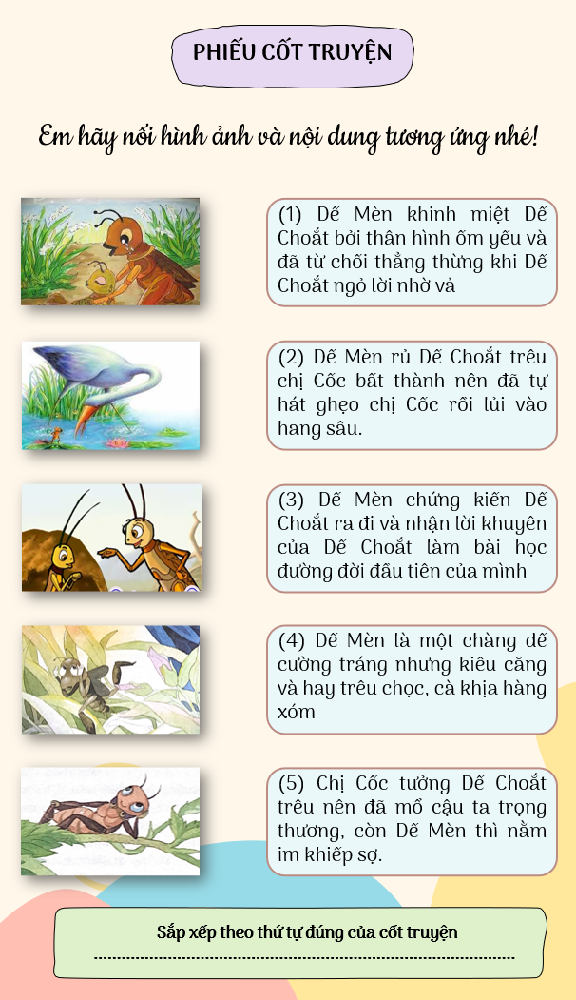 PHIẾU CỐT TRUYỆN
Em hãy nối hình ảnh và nội dung tương ứng nhé!
(1) Dế Mèn khinh miệt Dế
Choắt bởi thân hình ốm yếu và
đã từ chối thẳng thừng khi Dế
Choắt ngỏ lời nhờ vả
(2) Dế Mèn rủ Dế Choắt trêu
chị Cốc bất thành nên đã tự
hát ghẹo chị Cốc rồi lủi vào
hang sâu.
(3) Dế Mèn chứng kiến Dế
Choắt ra đi và nhận lời khuyên
của Dế Choắt làm bài học
đường đời đầu tiên của mình
(4) Dế Mèn là một chàng dế
cường tráng nhưng kiêu căng
và hay trêu chọc, cà khịa hàng
xóm
(5) Chị Cốc tưởng Dế Choắt
trêu nên đã mổ cậu ta trọng
thương, còn Dế Mèn thì nằm
im khiếp sợ.
Sắp xếp theo thứ tự đúng của cốt truyện